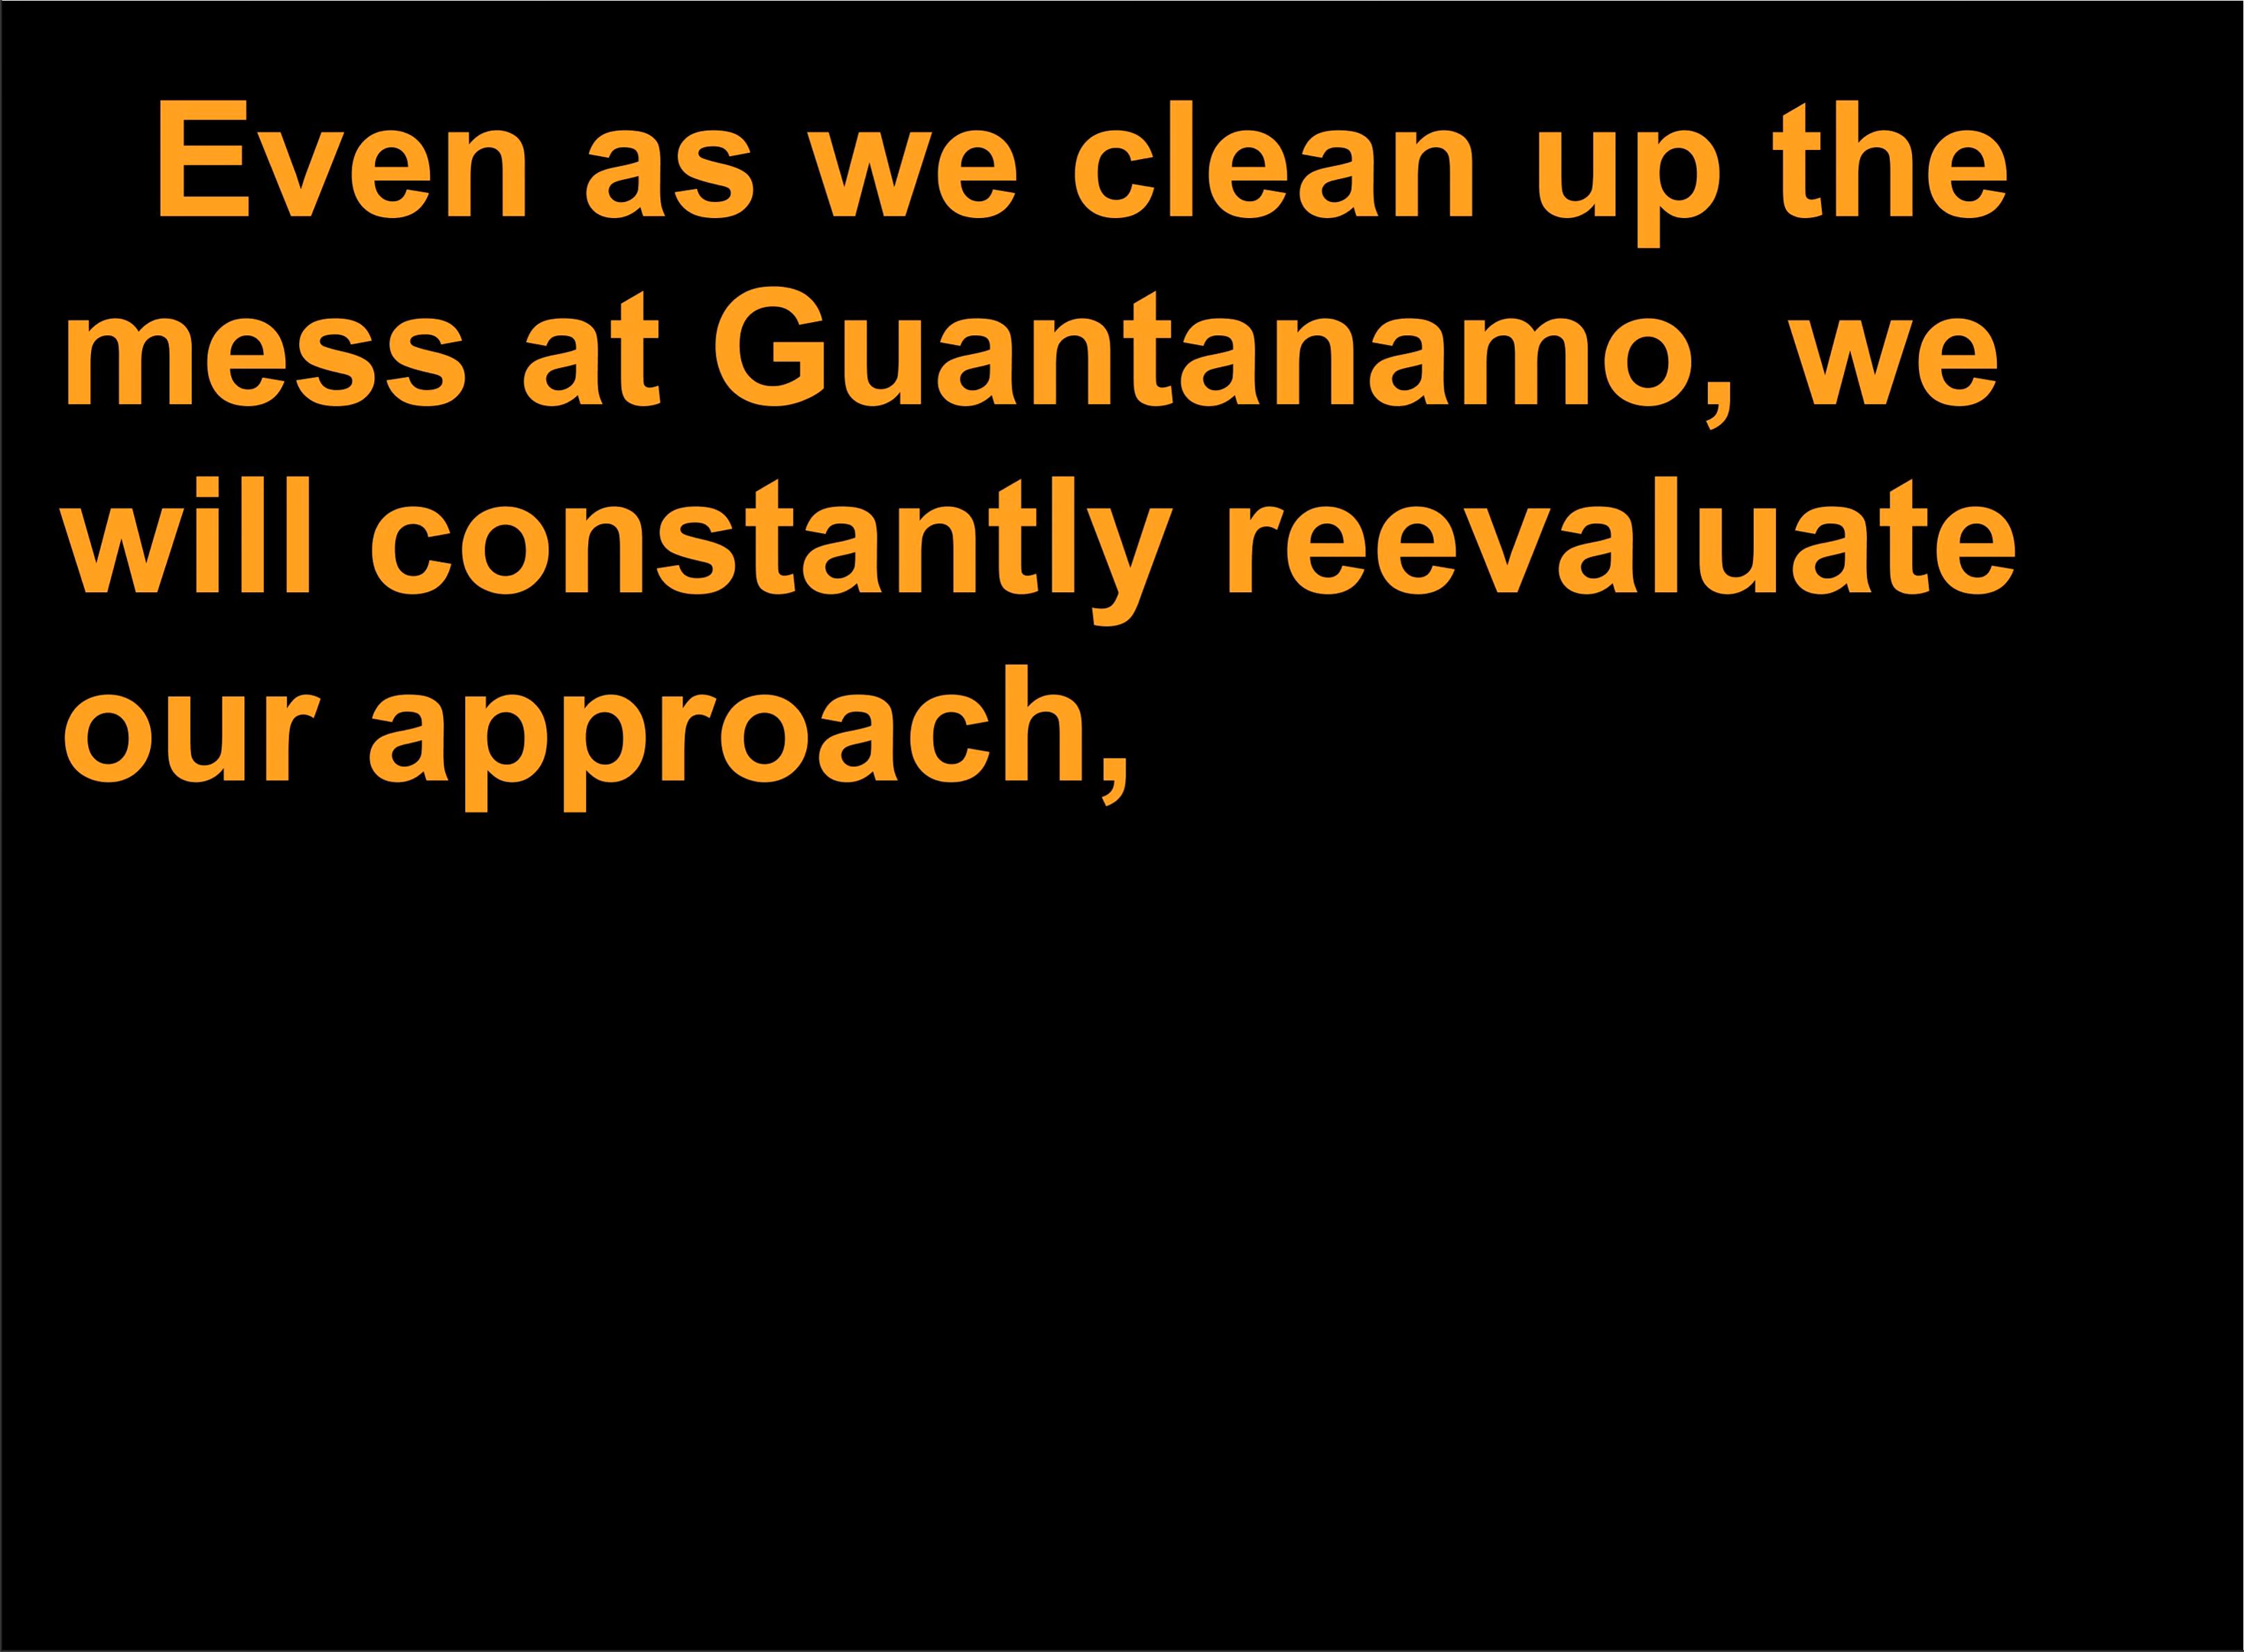 Even as we clean up the
mess at Guantanamo, we
will constantly reevaluate
our approach,